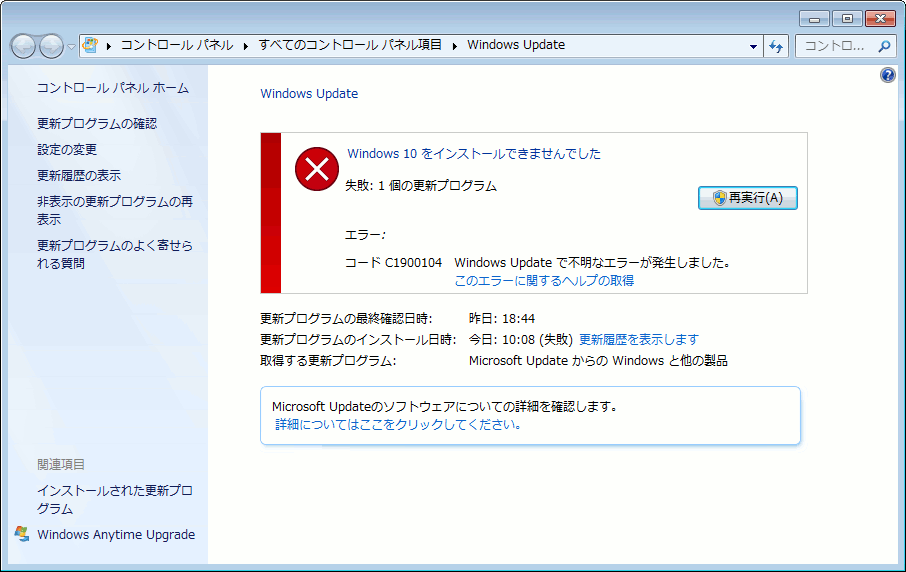 コントロール パネル ▸ すべてのコントロール パネル項目 ▸ Windows Update
コントロ...
コントロール パネル ホーム
更新プログラムの確認
設定の変更
更新履歴の表示
非表示の更新プログラムの再
表示
更新プログラムのよく寄せら
れる質問
関連項目
インストールされた更新プロ
グラム
Windows Anytime Upgrade
Windows Update
Windows 10 をインストールできませんでした
失敗: 1 個の更新プログラム
再実行(A)
エラー:
コード C1900104 Windows Update で不明なエラーが発生しました。
このエラーに関するヘルプの取得
更新プログラムの最終確認日時: 昨日: 18:44
更新プログラムのインストール日時: 今日: 10:08 (失敗) 更新履歴を表示します
取得する更新プログラム: Microsoft Update からの Windows と他の製品
Microsoft Updateのソフトウェアについての詳細を確認します。
詳細についてはここをクリックしてください。